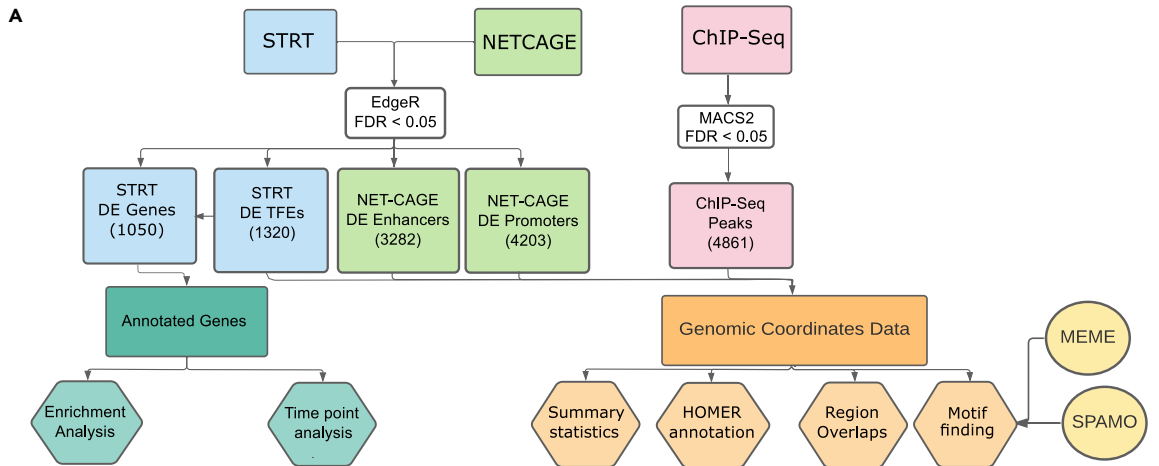 A
STRT
NETCAGE
ChIP-Seq
EdgeR
FDR < 0.05
MACS2
FDR < 0.05
STRT
DE Genes
(1050)
STRT
DE TFEs
(1320)
NET-CAGE
DE Enhancers
(3282)
NET-CAGE
DE Promoters
(4203)
ChIP-Seq
Peaks
(4861)
Annotated Genes
Genomic Coordinates Data
MEME
SPAMO
Enrichment
Analysis
Time point
analysis
.
Summary
statistics
HOMER
annotation
Region
Overlaps
Motif
finding